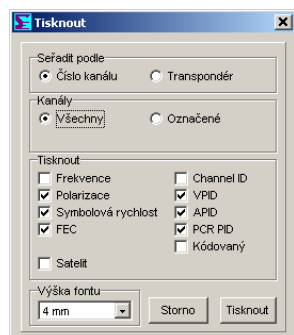 Tisknout
Seřadit podle
Číslo kanálu Transpondér
Kanály
Všechny Označené
Tisknout
Frekvence Channel ID
Polarizace VPID
Symbolová rychlost APID
FEC PCR PID
Kódovaný
Satelit
Výška fontu
4 mm Storno Tisknout